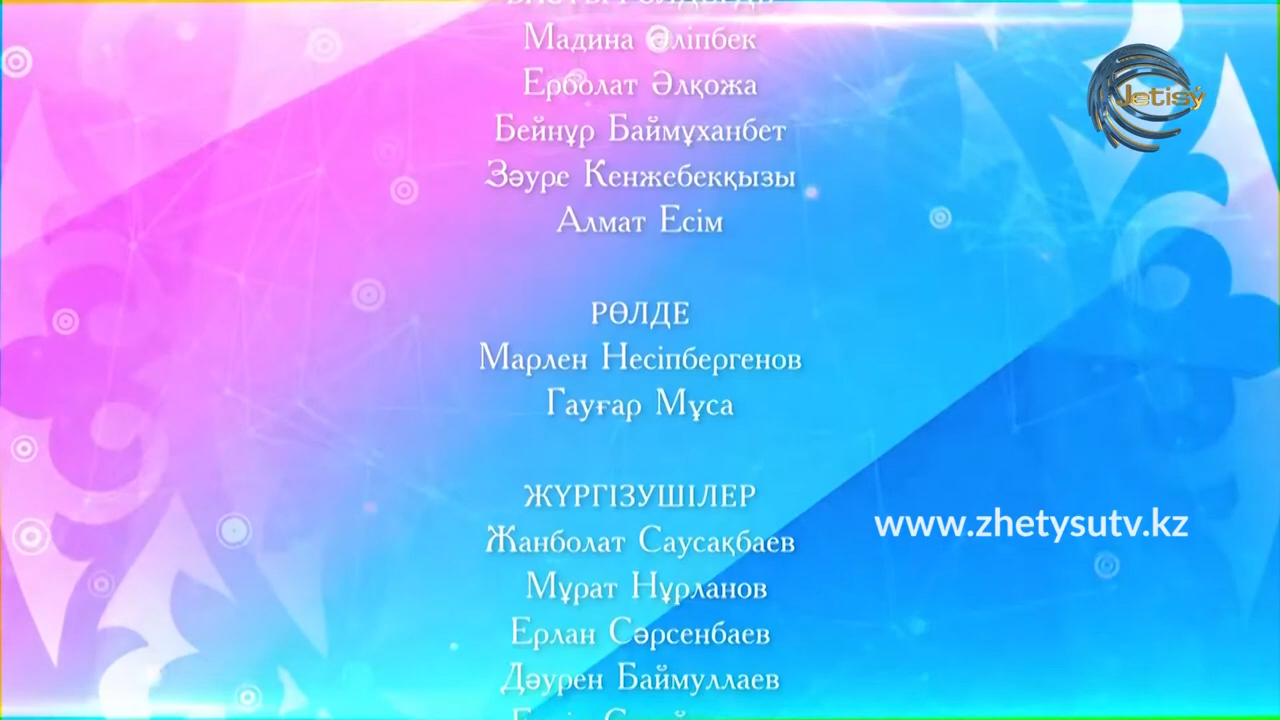 Мадина Әліпбек
Ерболат Әлқожа
Бейнұр Баймұханбет
Зәуре Кенжебекқызы
Алмат Есім
РӨЛДЕ
Марлен Несіпбергенов
Гауғар Мұса
ЖҮРГІЗУШІЛЕР
Жанболат Саусақбаев
Мұрат Нұрланов
Ерлан Сәрсенбаев
Дәурен Баймуллаев
Jetisý
www.zhetysutv.kz